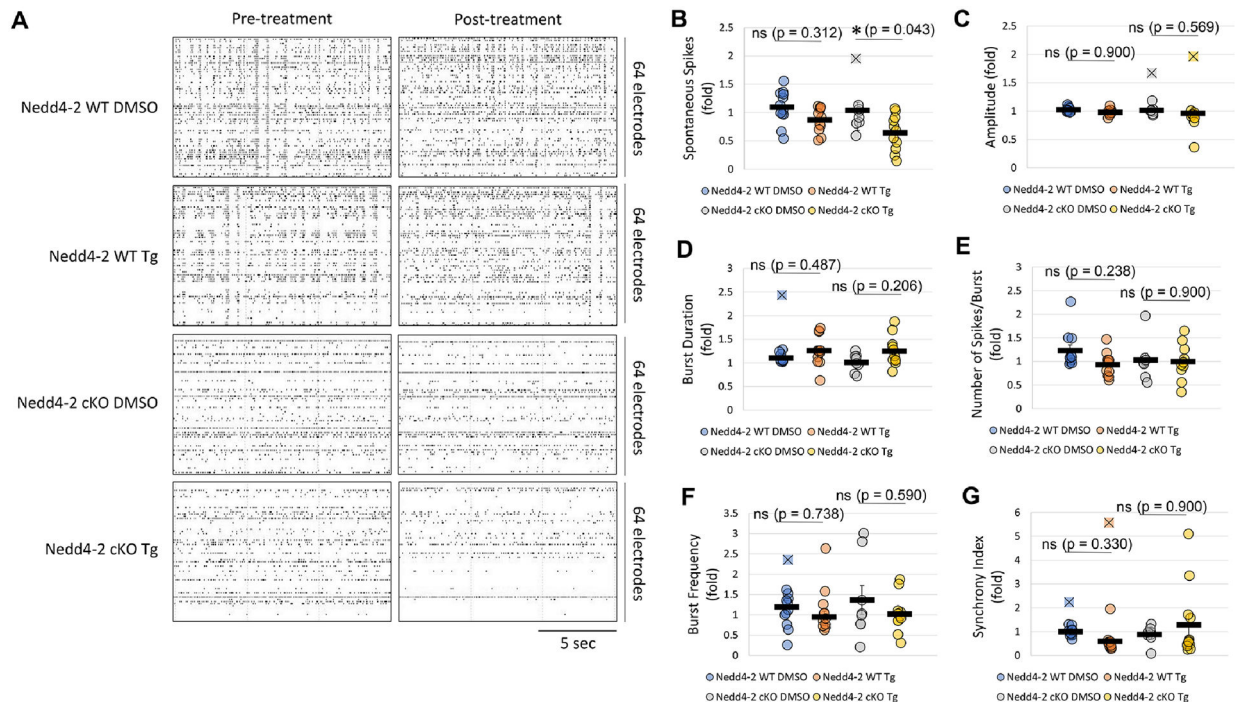 A
Pre-treatment
Post-treatment
Nedd4-2 WT DMSO
64 electrodes
Nedd4-2 WT Tg
64 electrodes
Nedd4-2 cKO DMSO
64 electrodes
Nedd4-2 cKO Tg
64 electrodes
5 sec
B
ns (p = 0.312)
* (p = 0.043)
Spontaneous Spikes
(fold)
2.5
2
1.5
1
0.5
0
Nedd4-2 WT DMSO
Nedd4-2 WT Tg
Nedd4-2 cKO DMSO
Nedd4-2 cKO Tg
C
ns (p = 0.569)
ns (p = 0.900)
Amplitude (fold)
2.5
2
1.5
1
0.5
0
Nedd4-2 WT DMSO
Nedd4-2 WT Tg
Nedd4-2 cKO DMSO
Nedd4-2 cKO Tg
D
ns (p = 0.487)
ns (p = 0.206)
Burst Duration
(fold)
3
2.5
2
1.5
1
0.5
0
Nedd4-2 WT DMSO
Nedd4-2 WT Tg
Nedd4-2 cKO DMSO
Nedd4-2 cKO Tg
E
ns (p = 0.238)
ns (p = 0.900)
Number of Spikes/Burst
(fold)
3
2.5
2
1.5
1
0.5
0
Nedd4-2 WT DMSO
Nedd4-2 WT Tg
Nedd4-2 cKO DMSO
Nedd4-2 cKO Tg
F
ns (p = 0.590)
ns (p = 0.738)
Burst Frequency
(fold)
3.5
3
2.5
2
1.5
1
0.5
0
Nedd4-2 WT DMSO
Nedd4-2 WT Tg
Nedd4-2 cKO DMSO
Nedd4-2 cKO Tg
G
ns (p = 0.900)
ns (p = 0.330)
Synchrony Index
(fold)
6
5
4
3
2
1
0
Nedd4-2 WT DMSO
Nedd4-2 WT Tg
Nedd4-2 cKO DMSO
Nedd4-2 cKO Tg